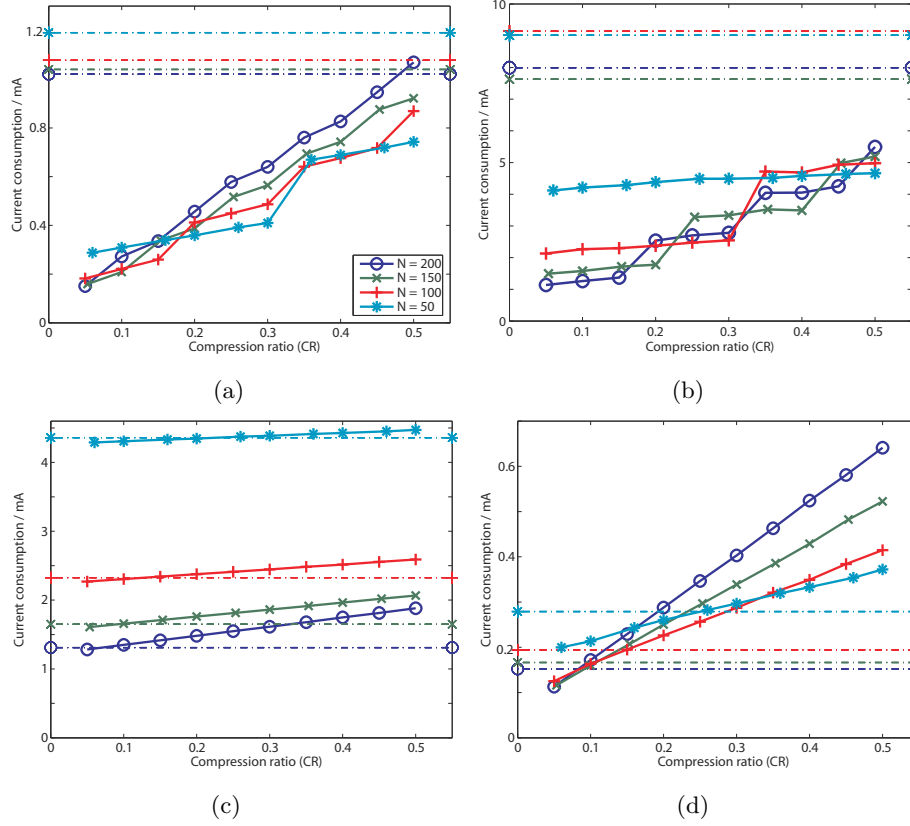 1.2
0.8
0.4
0
Current consumption / mA
N = 200
N = 150
N = 100
N = 50
0 0.1 0.2 0.3 0.4 0.5
Compression ratio (CR)
(a)
10
5
0
Current consumption / mA
0 0.1 0.2 0.3 0.4 0.5
Compression ratio (CR)
(b)
4
2
1
0
Current consumption / mA
0 0.1 0.2 0.3 0.4 0.5
Compression ratio (CR)
(c)
0.6
0.4
0.2
0
Current consumption / mA
0 0.1 0.2 0.3 0.4 0.5
Compression ratio (CR)
(d)